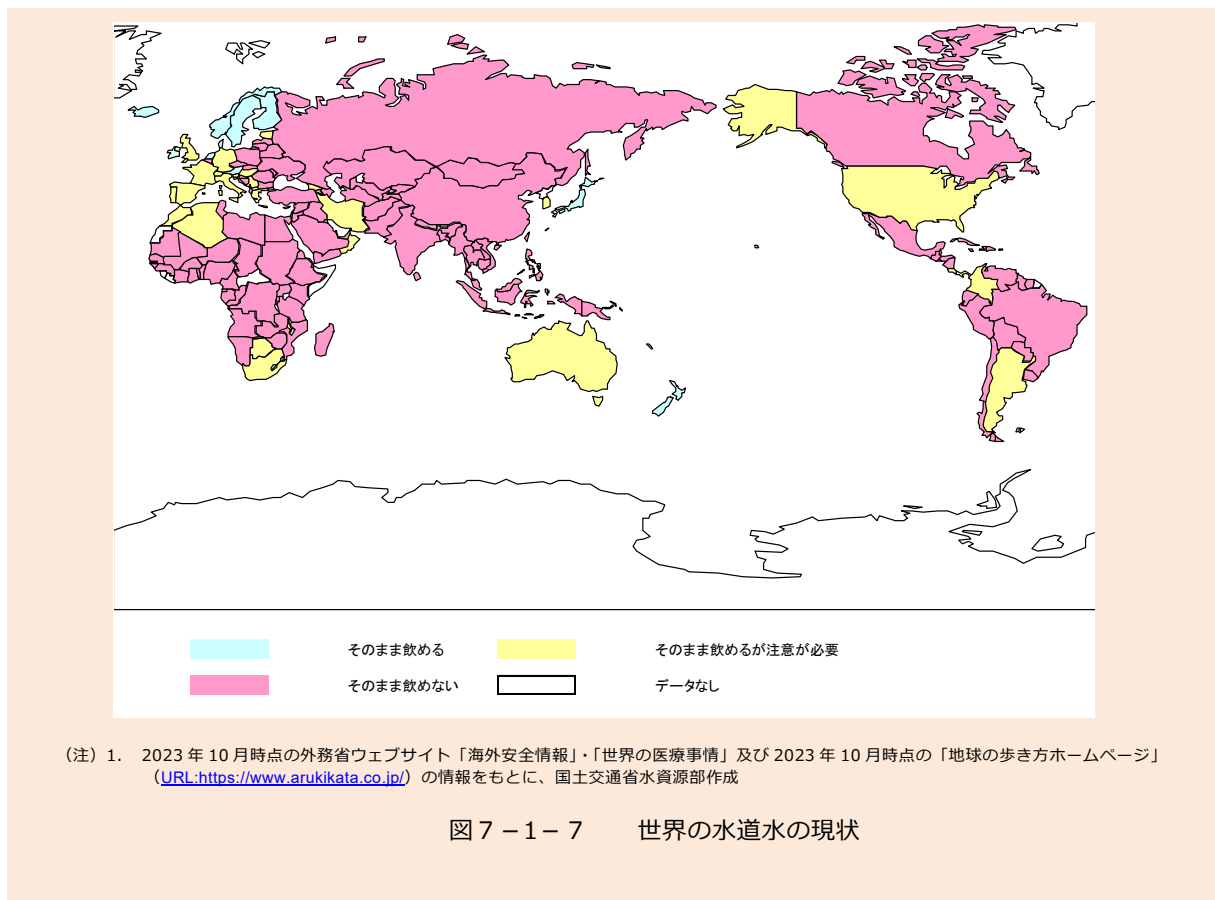 そのまま飲める
そのまま飲めるが注意が必要
そのまま飲めない
データなし
（注）1． 2023 年 10 月時点の外務省ウェブサイト「海外安全情報」・「世界の医療事情」及び 2023 年 10 月時点の「地球の歩き方ホームページ」
（URL:https://www.arukikata.co.jp/）の情報をもとに、国土交通省水資源部作成
図７－1－７ 世界の水道水の現状